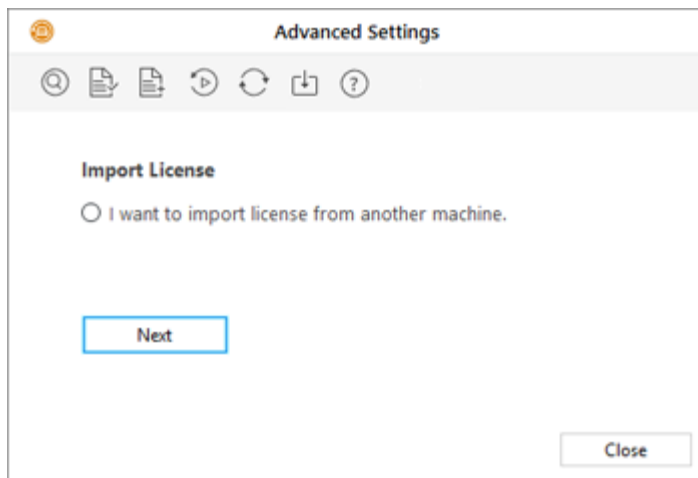 Advanced Settings
Import License
I want to import license from another machine.
Next
Close